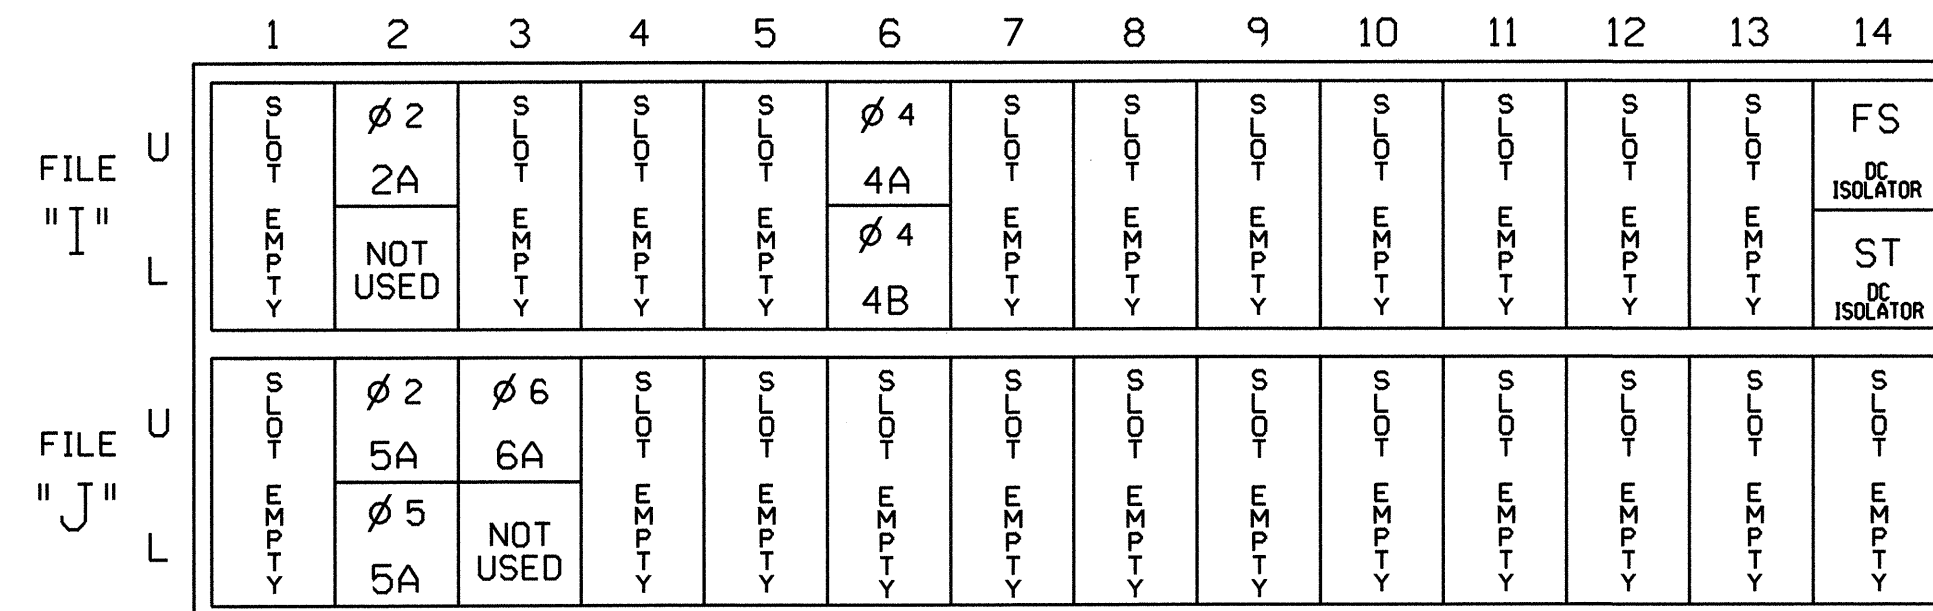 1 2 3 4 5 6 7 8 9 10 11 12 13 14
FILE "I"
U
L
SLOT EMPTY
Ø 2
2A
NOT USED
SLOT EMPTY
SLOT EMPTY
SLOT EMPTY
Ø 4
4A
Ø 4
4B
SLOT EMPTY
SLOT EMPTY
SLOT EMPTY
SLOT EMPTY
SLOT EMPTY
SLOT EMPTY
SLOT EMPTY
FS
DC
ISOLATOR
ST
DC
ISOLATOR
FILE "J"
U
L
SLOT EMPTY
Ø 2
5A
Ø 5
5A
Ø 6
6A
NOT USED
SLOT EMPTY
SLOT EMPTY
SLOT EMPTY
SLOT EMPTY
SLOT EMPTY
SLOT EMPTY
SLOT EMPTY
SLOT EMPTY
SLOT EMPTY
SLOT EMPTY
SLOT EMPTY